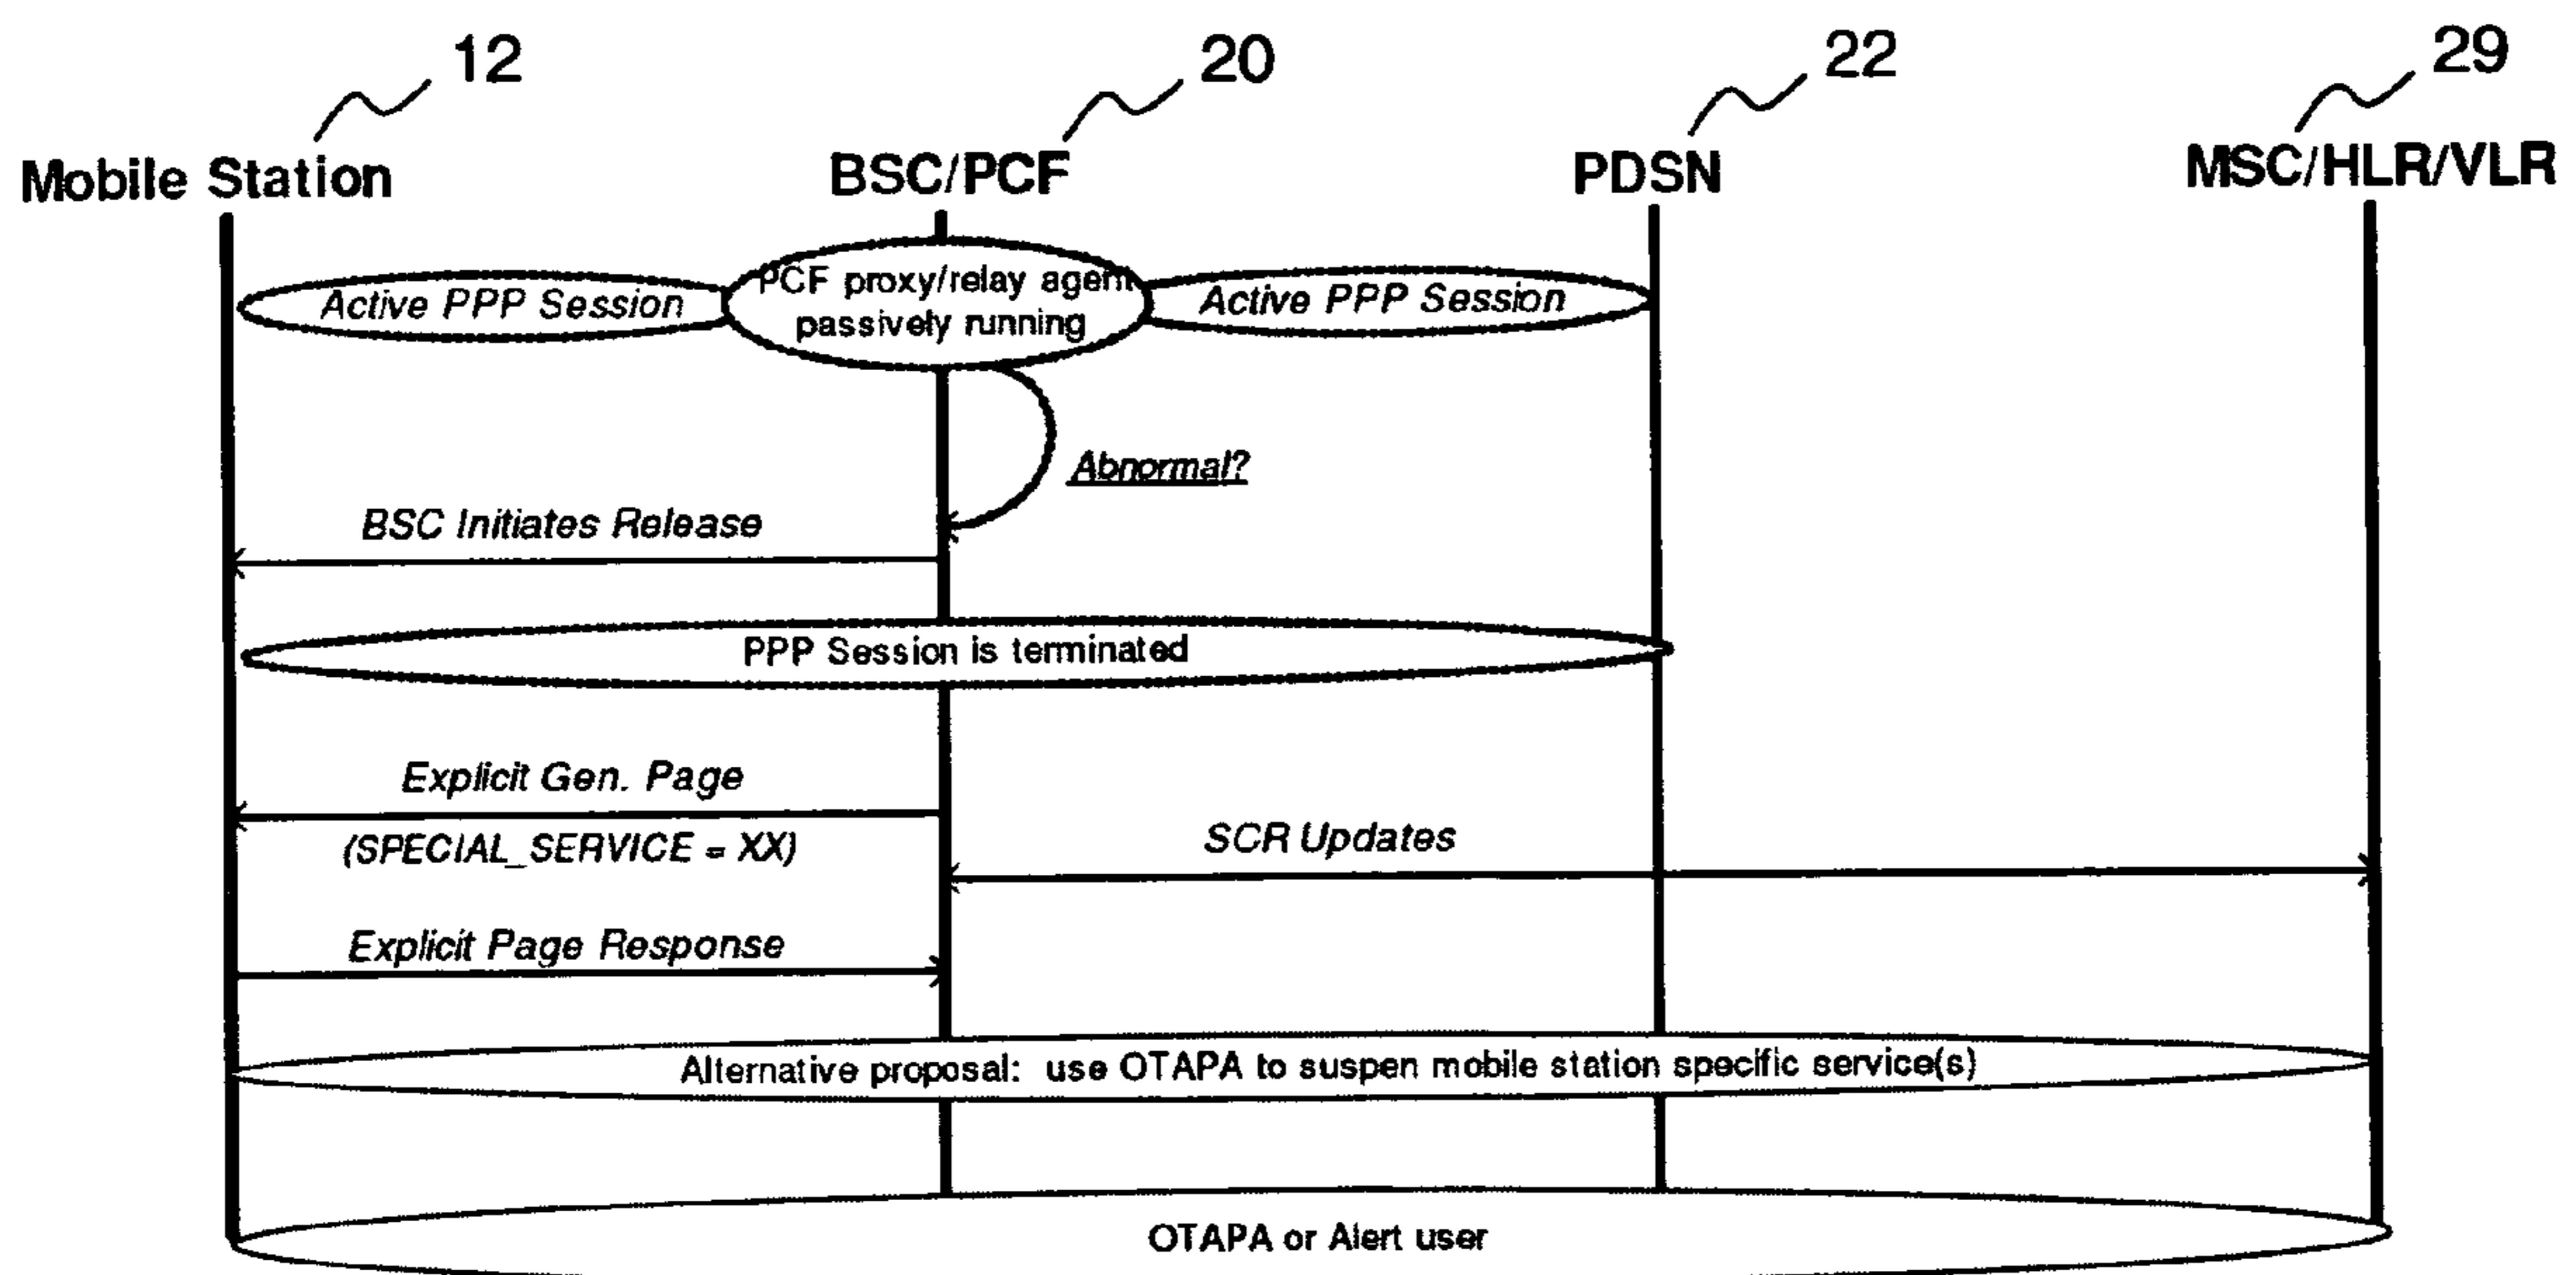 12
20
22
29
Mobile Station
BSC/PCF
PDSN
MSC/HLR/VLR
Active PPP Session
PCF proxy/relay agent
passively running
Active PPP Session
Abnormal?
BSC Initiates Release
PPP Session is terminated
Explicit Gen. Page
(SPECIAL_SERVICE = XX)
SCR Updates
Explicit Page Response
Alternative proposal: use OTAPA to suspen mobile station specific service(s)
OTAPA or Alert user